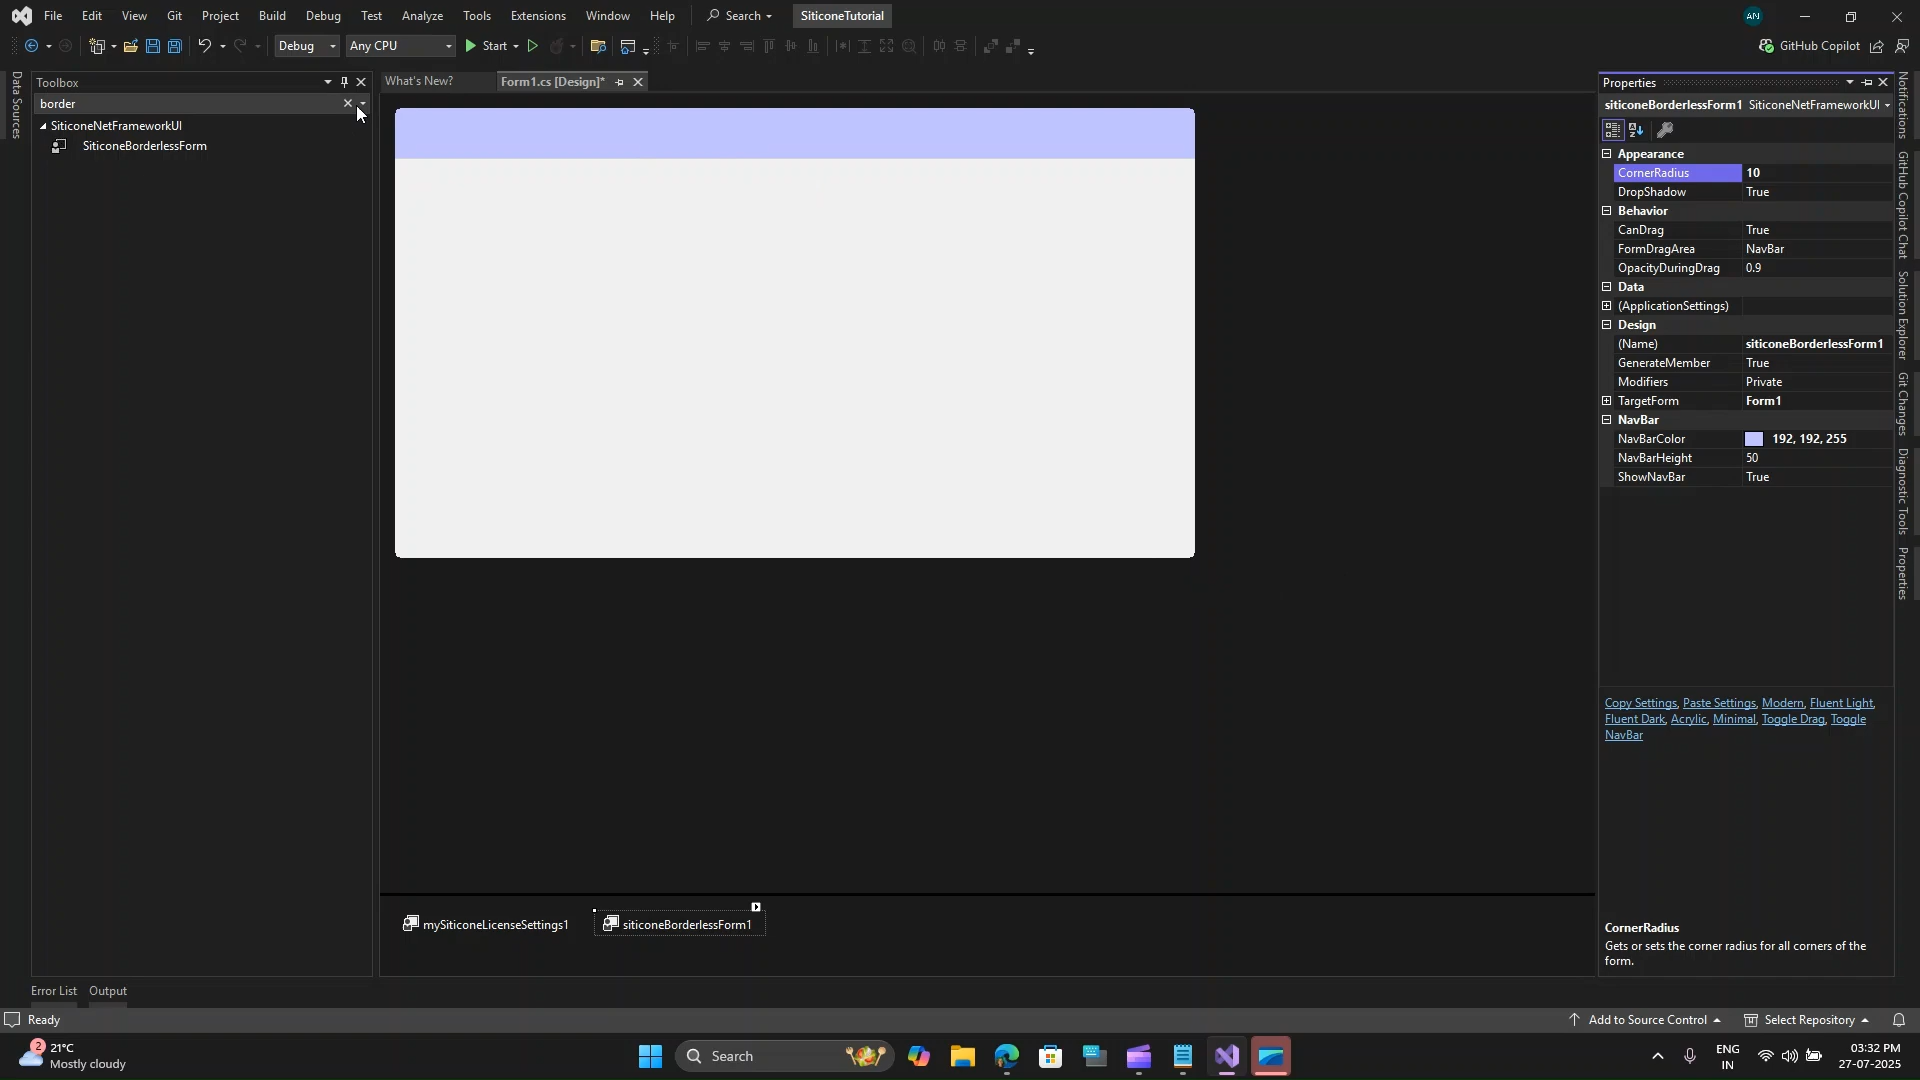 File Edit View Git Project Build Debug Test Analyze Tools Extensions Window Help Search SiticoneTutorial AN
Debug Any CPU Start GitHub Copilot
Data Sources
Toolbox
border
SiticoneNetFrameworkUI
SiticoneBorderlessForm
What's New? Form1.cs [Design]*
mySiticoneLicenseSettings1 siticoneBorderlessForm1
Properties
siticoneBorderlessForm1 SiticoneNetFrameworkUI
Appearance
CornerRadius 10
DropShadow True
Behavior
CanDrag True
FormDragArea NavBar
OpacityDuringDrag 0.9
Data
(ApplicationSettings)
Design
(Name) siticoneBorderlessForm1
GenerateMember True
Modifiers Private
TargetForm Form1
NavBar
NavBarColor 192, 192, 255
NavBarHeight 50
ShowNavBar True
Copy Settings, Paste Settings, Modern, Fluent Light,
Fluent Dark, Acrylic, Minimal, Toggle Drag, Toggle
NavBar
CornerRadius
Gets or sets the corner radius for all corners of the
form.
Notifications
GitHub Copilot Chat
Solution Explorer
Git Changes
Diagnostic Tools
Properties
Error List Output
Ready Add to Source Control Select Repository
2
21°C
Mostly cloudy
Search
ENG
IN
03:32 PM
27-07-2025